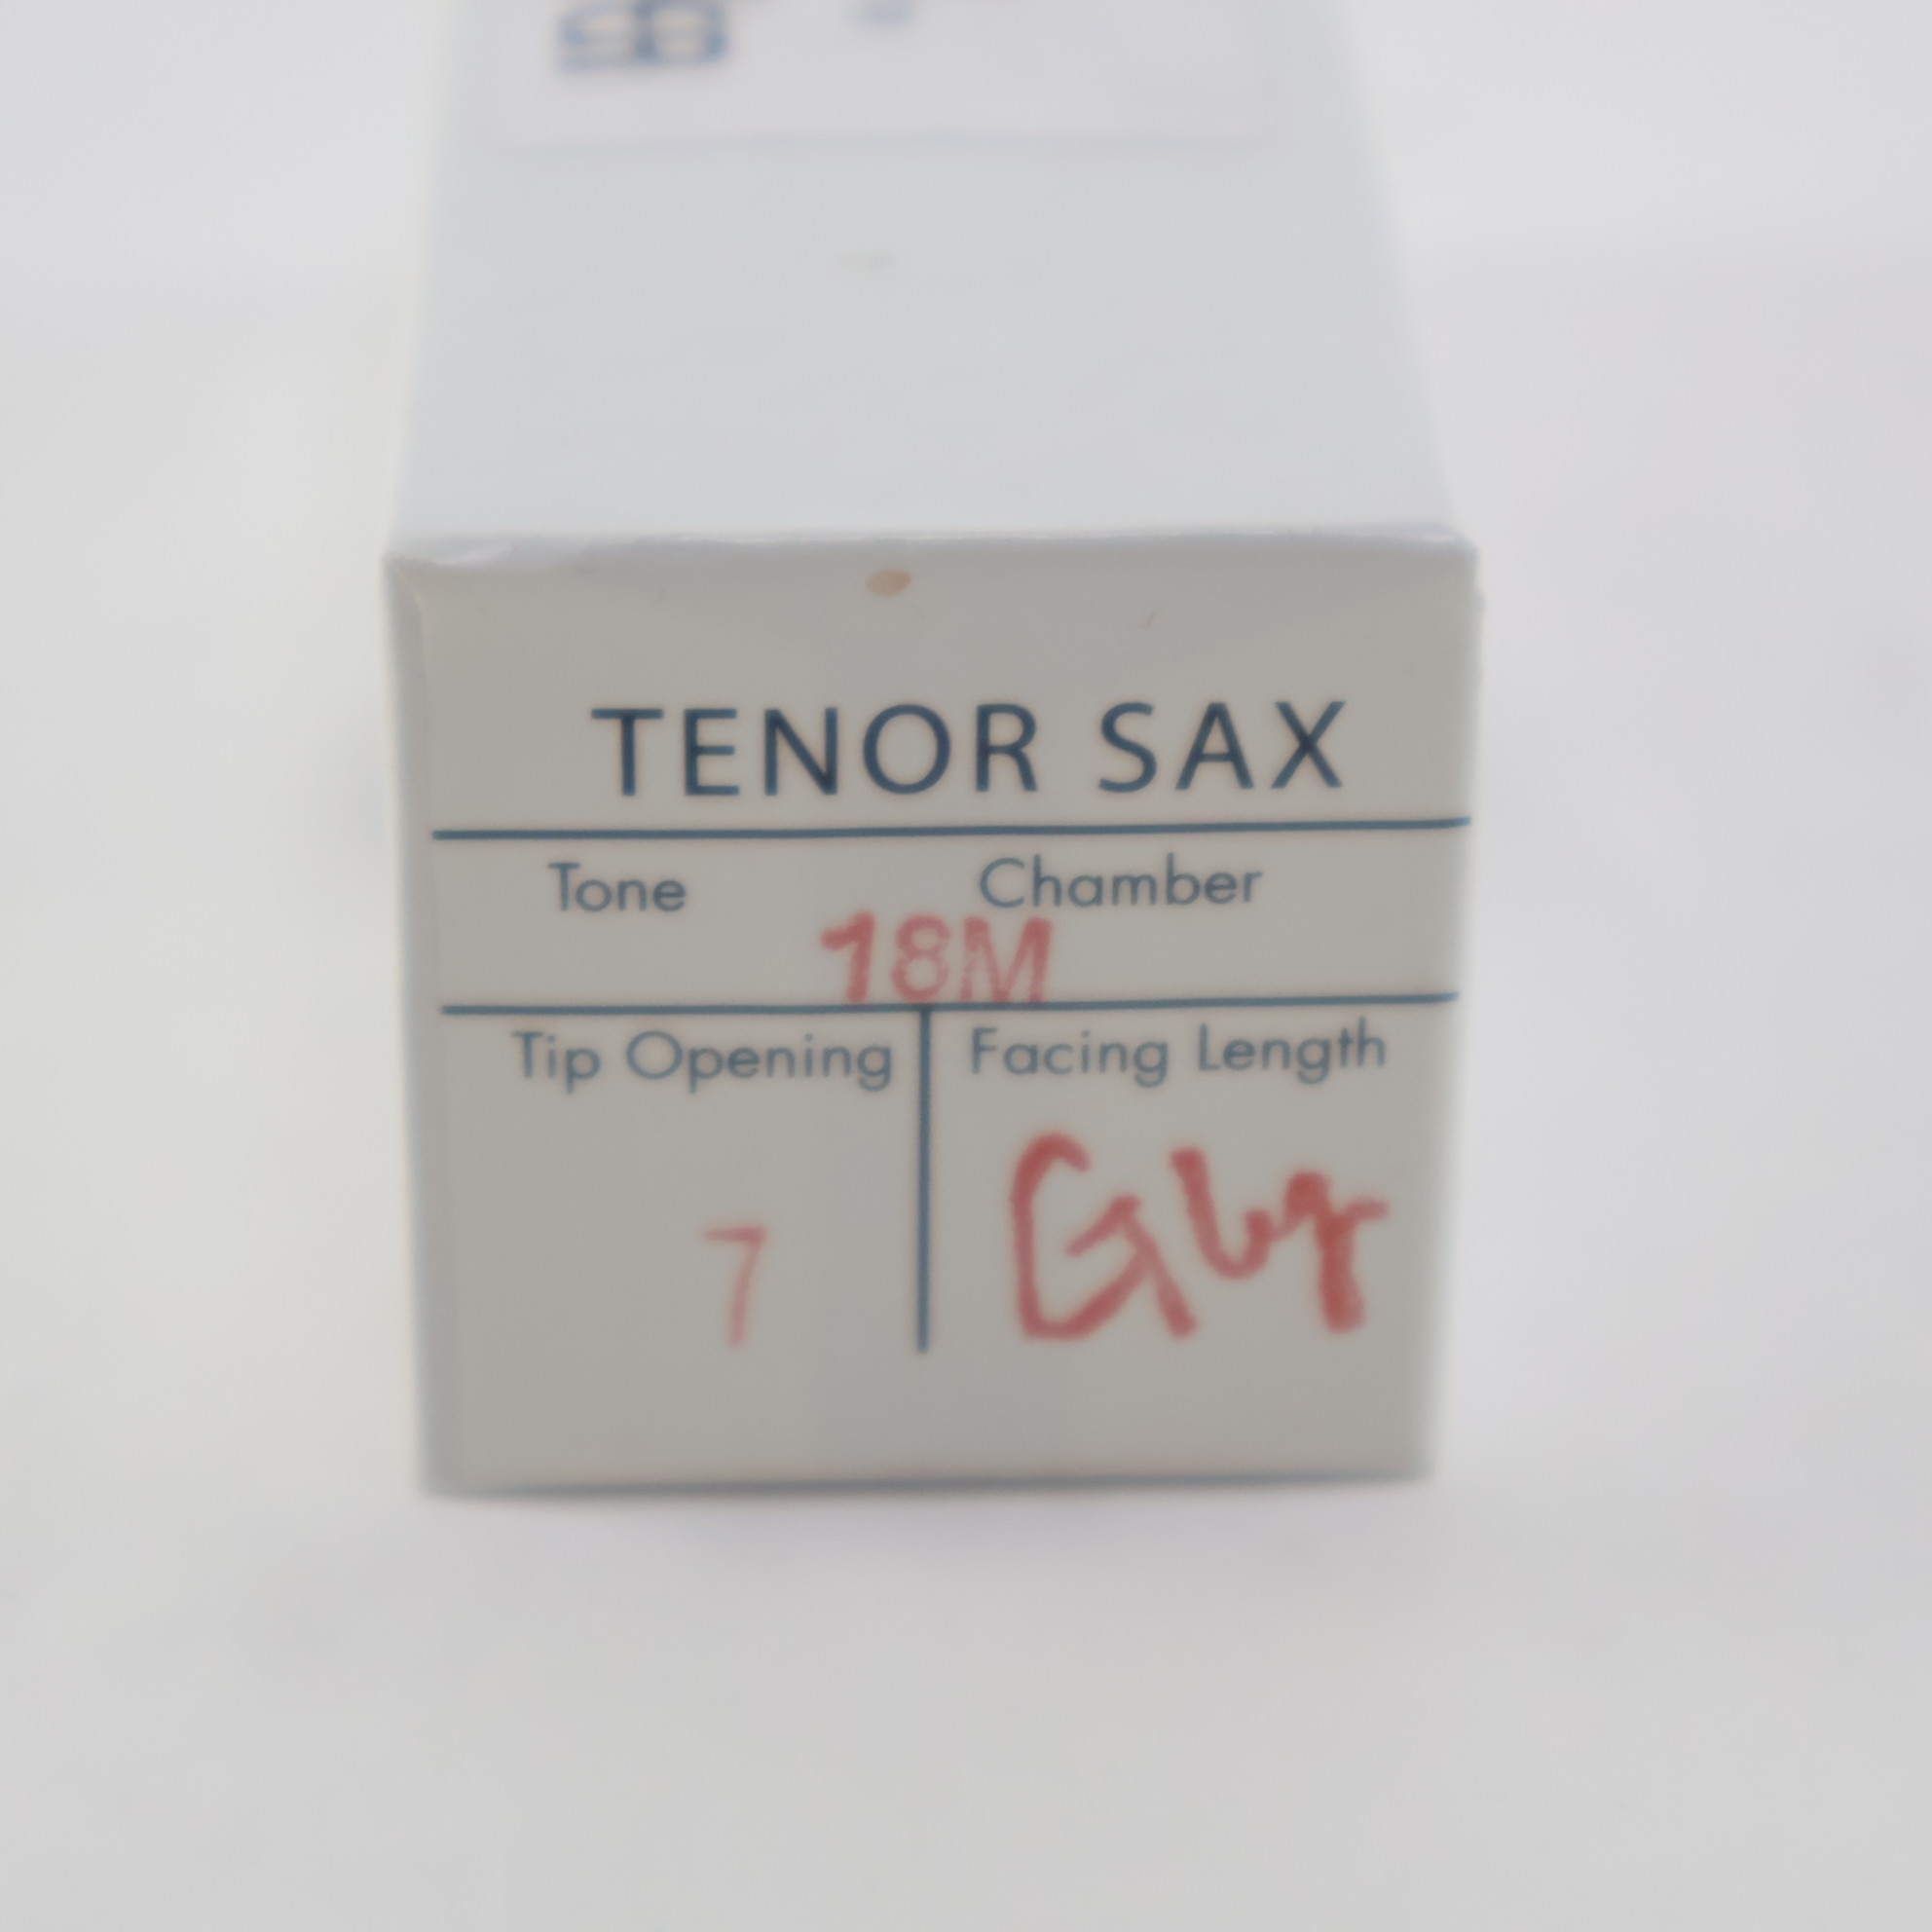 TENOR SAX
Tone Chamber
18M
Tip Opening Facing Length
7